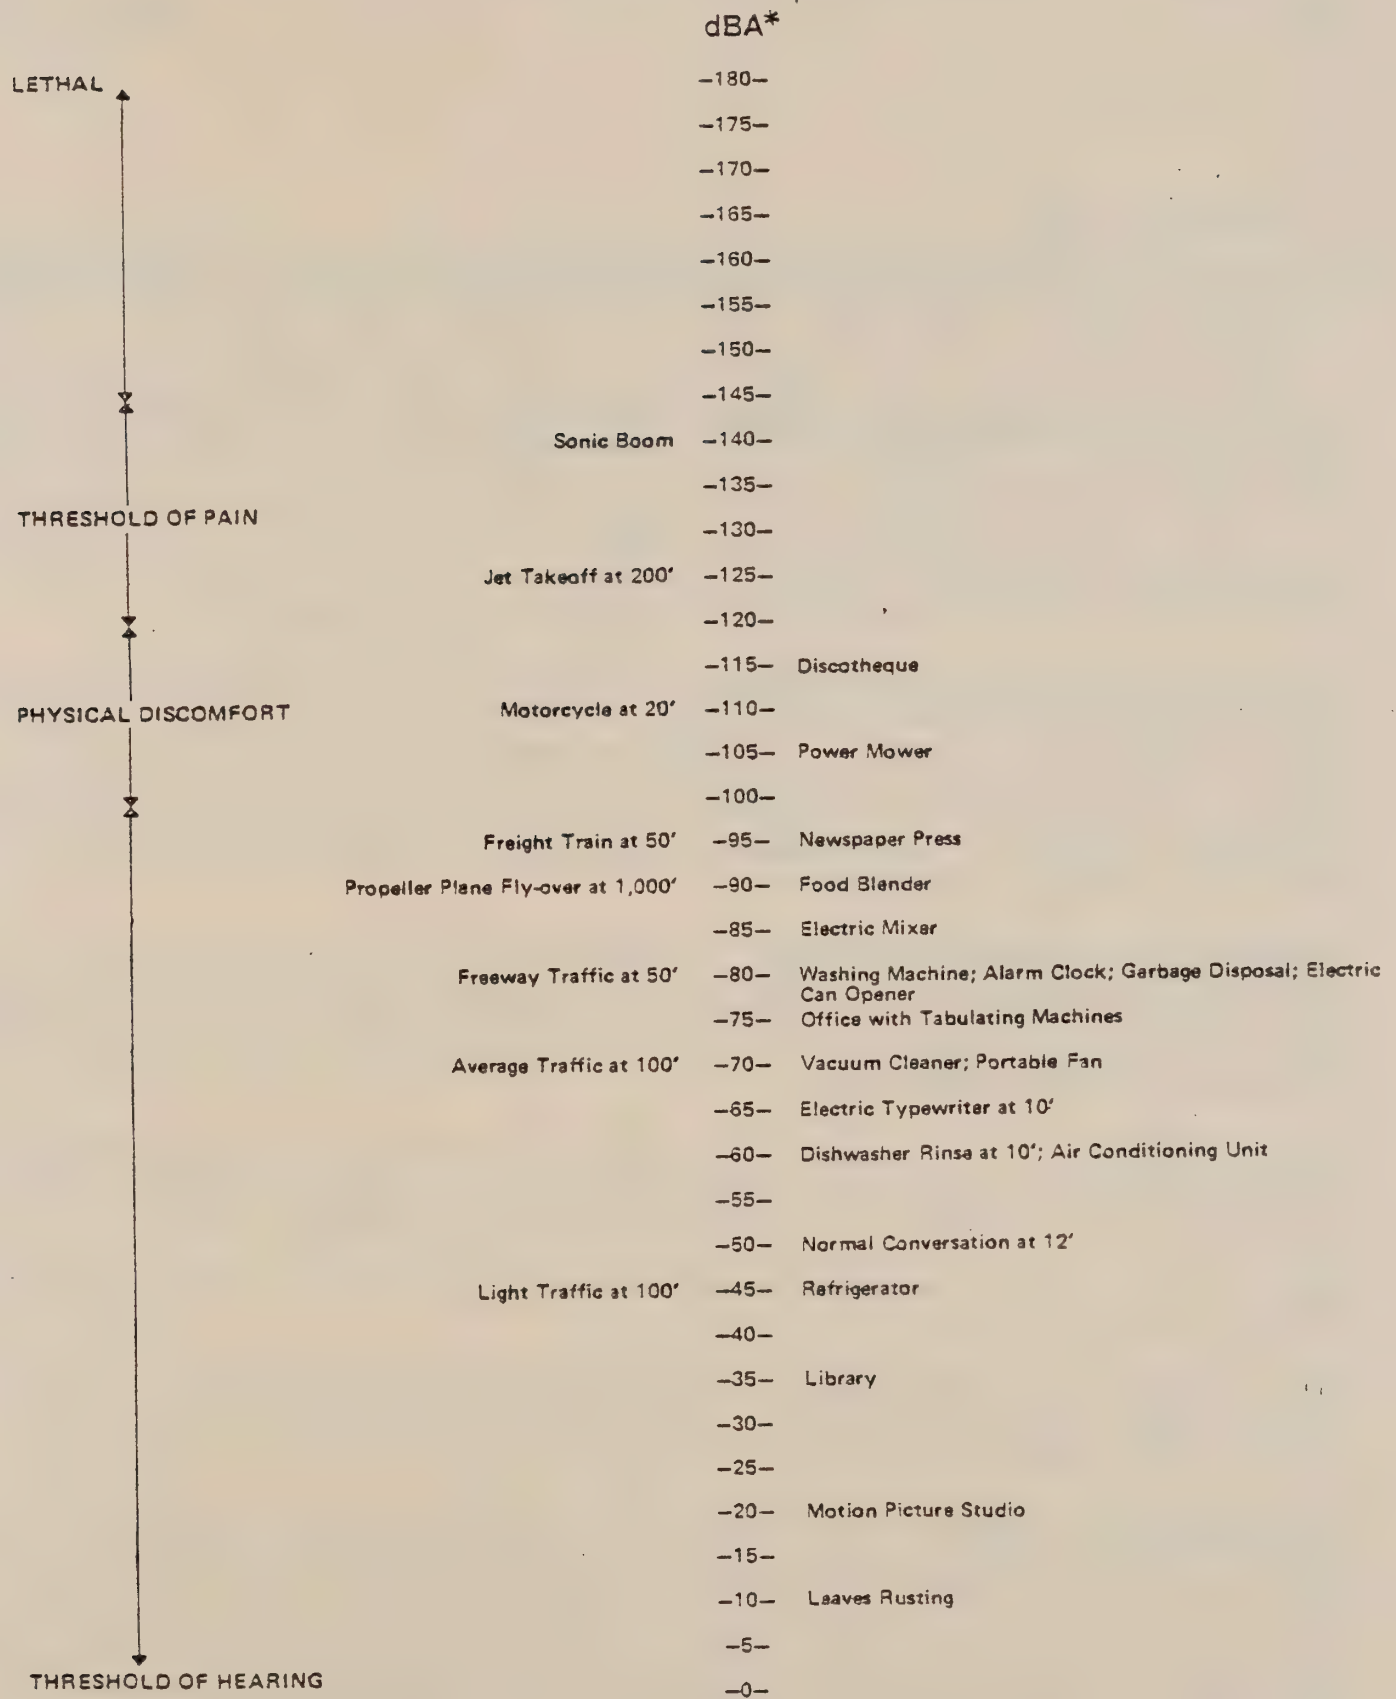 dBA*
LETHAL -180-
-175-
-170-
-165-
-160-
-155-
-150-
-145-
Sonic Boom -140-
-135-
THRESHOLD OF PAIN
-130-
Jet Takeoff at 200' -125-
-120-
-115- Discotheque
PHYSICAL DISCOMFORT Motorcycle at 20' -110-
-105- Power Mower
-100-
Freight Train at 50' -95- Newspaper Press
Propeller Plane Fly-over at 1,000' -90- Food Blender
-85- Electric Mixer
Freeway Traffic at 50' -80- Washing Machine; Alarm Clock; Garbage Disposal; Electric
Can Opener
-75- Office with Tabulating Machines
Average Traffic at 100' -70- Vacuum Cleaner; Portable Fan
-65- Electric Typewriter at 10'
-60- Dishwasher Rinse at 10'; Air Conditioning Unit
-55-
-50- Normal Conversation at 12'
Light Traffic at 100' -45- Refrigerator
-40-
-35- Library
-30-
-25-
-20- Motion Picture Studio
-15-
-10- Leaves Rusting
-5-
THRESHOLD OF HEARING -0-